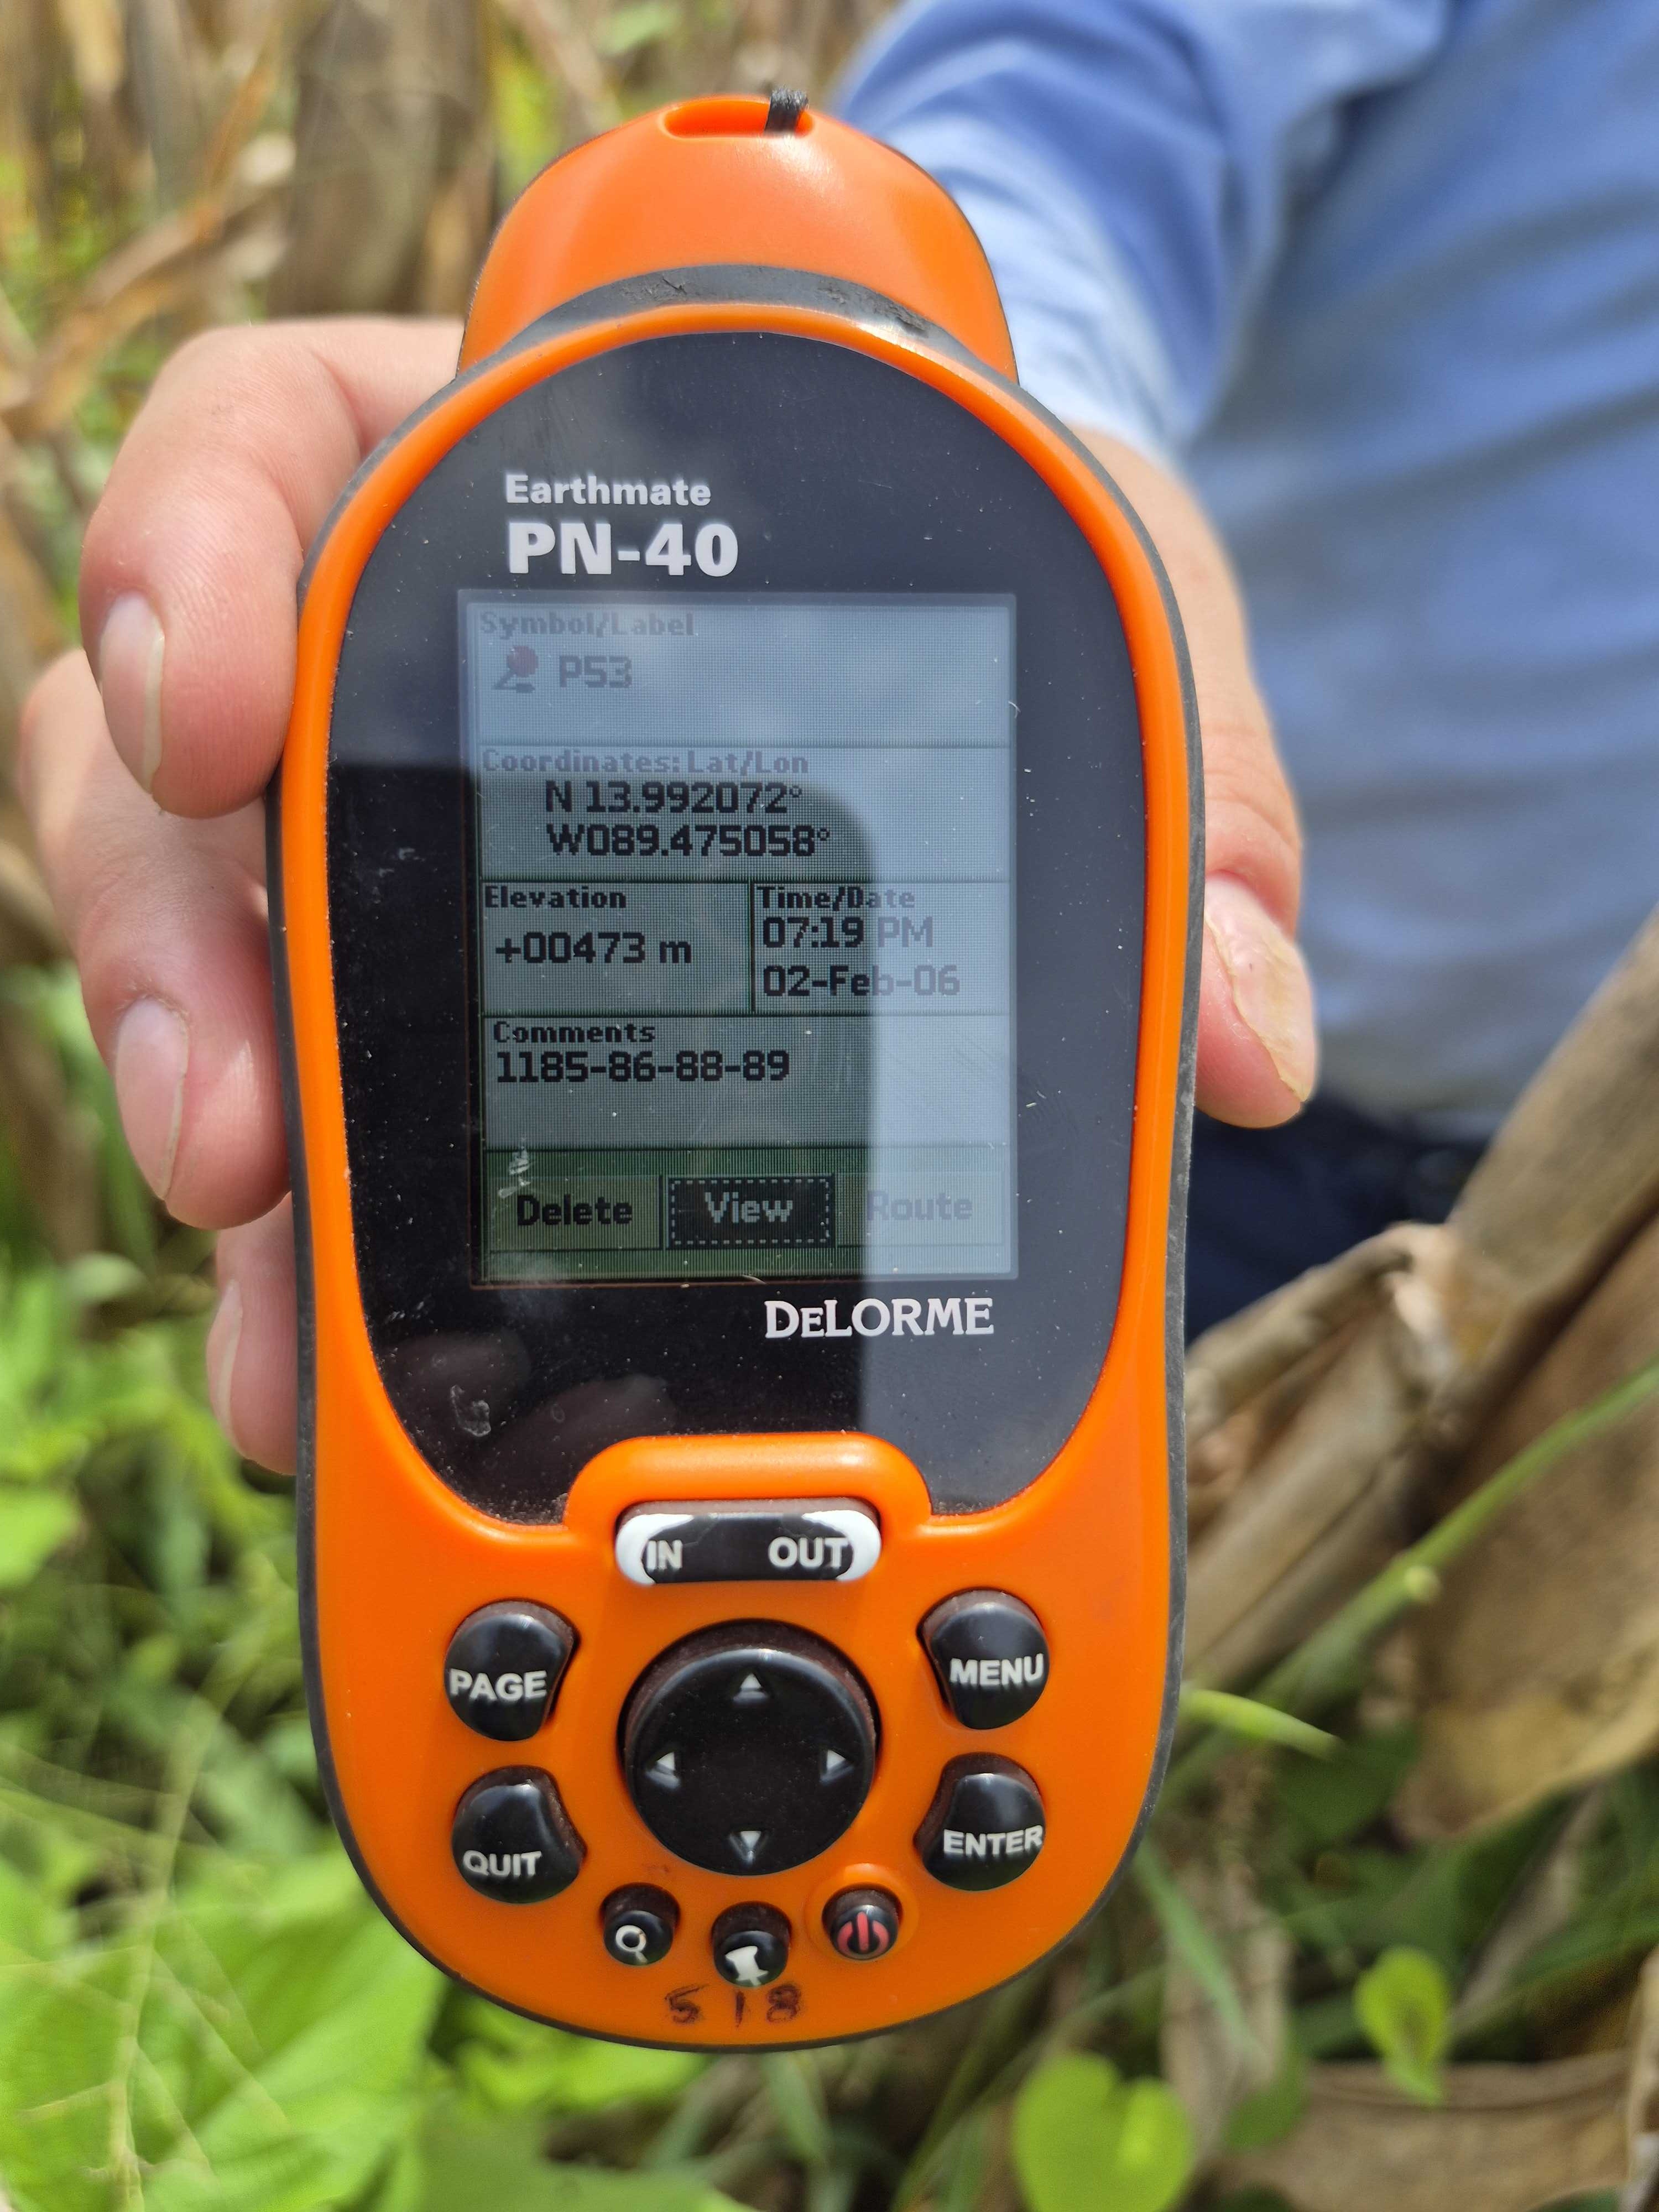 Earthmate
PN-40
Symbol/Label
P53
Coordinates: Lat/Lon
N 13.992072°
W089.475058°
Elevation
+00473 m
Time/Date
07:19 PM
02-Feb-06
Comments
1185-86-88-89
Delete View Route
DELORME
IN OUT
PAGE
MENU
QUIT
ENTER
518